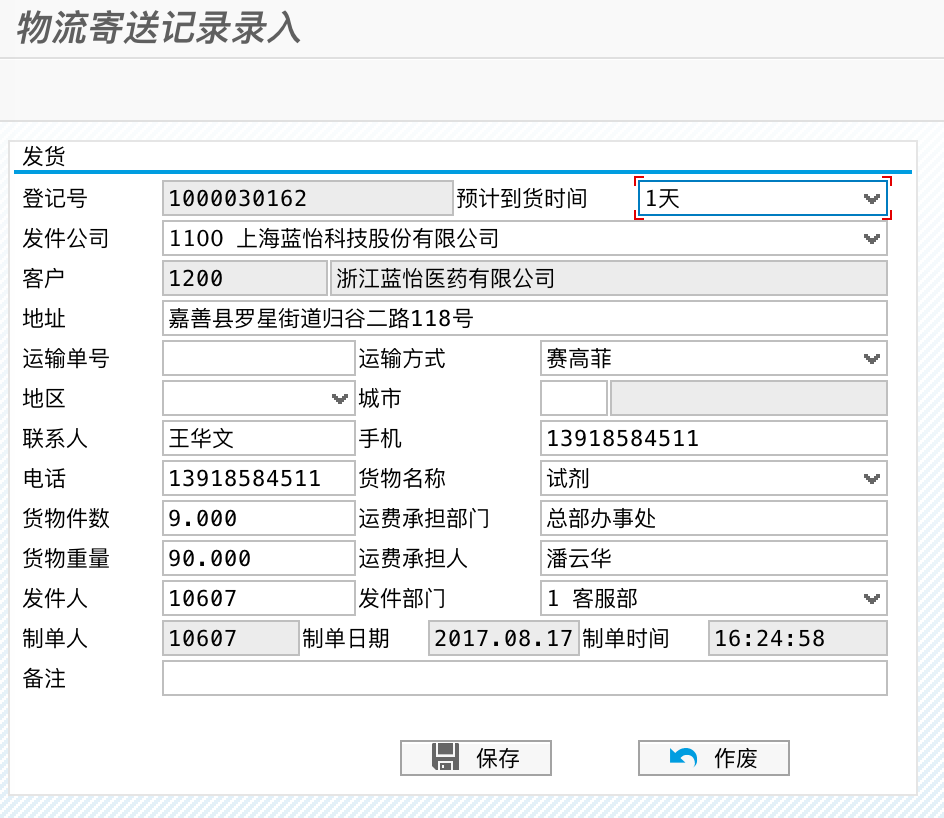 物流寄送记录录入
发货
登记号 1000030162 预计到货时间 1天
发件公司 1100 上海蓝怡科技股份有限公司
客户 1200 浙江蓝怡医药有限公司
地址 嘉善县罗星街道归谷二路118号
运输单号 运输方式 赛高菲
地区 城市
联系人 王华文 手机 13918584511
电话 13918584511 货物名称 试剂
货物件数 9.000 运费承担部门 总部办事处
货物重量 90.000 运费承担人 潘云华
发件人 10607 发件部门 1 客服部
制单人 10607 制单日期 2017.08.17 制单时间 16:24:58
备注
保存 作废